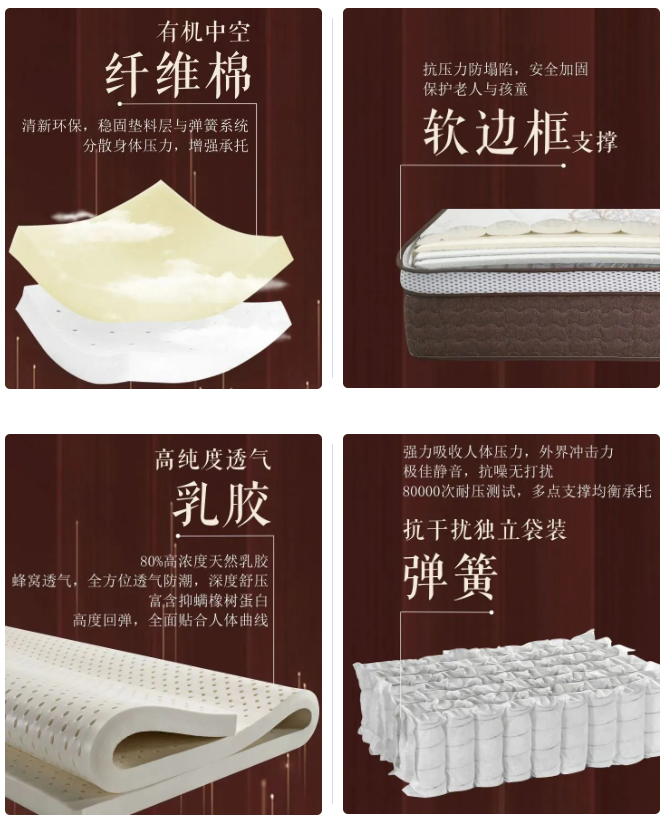 有机中空
纤维棉
清新环保，稳固垫料层与弹簧系统
分散身体压力，增强承托
抗压力防塌陷，安全加固
保护老人与孩童
软边框支撑
高纯度透气
乳胶
80%高浓度天然乳胶
蜂窝透气，全方位透气防潮，深度舒压
富含抑螨橡树蛋白
高度回弹，全面贴合人体曲线
强力吸收人体压力，外界冲击力
极佳静音，抗噪无打扰
80000次耐压测试，多点支撑均衡承托
抗干扰独立袋装
弹簧